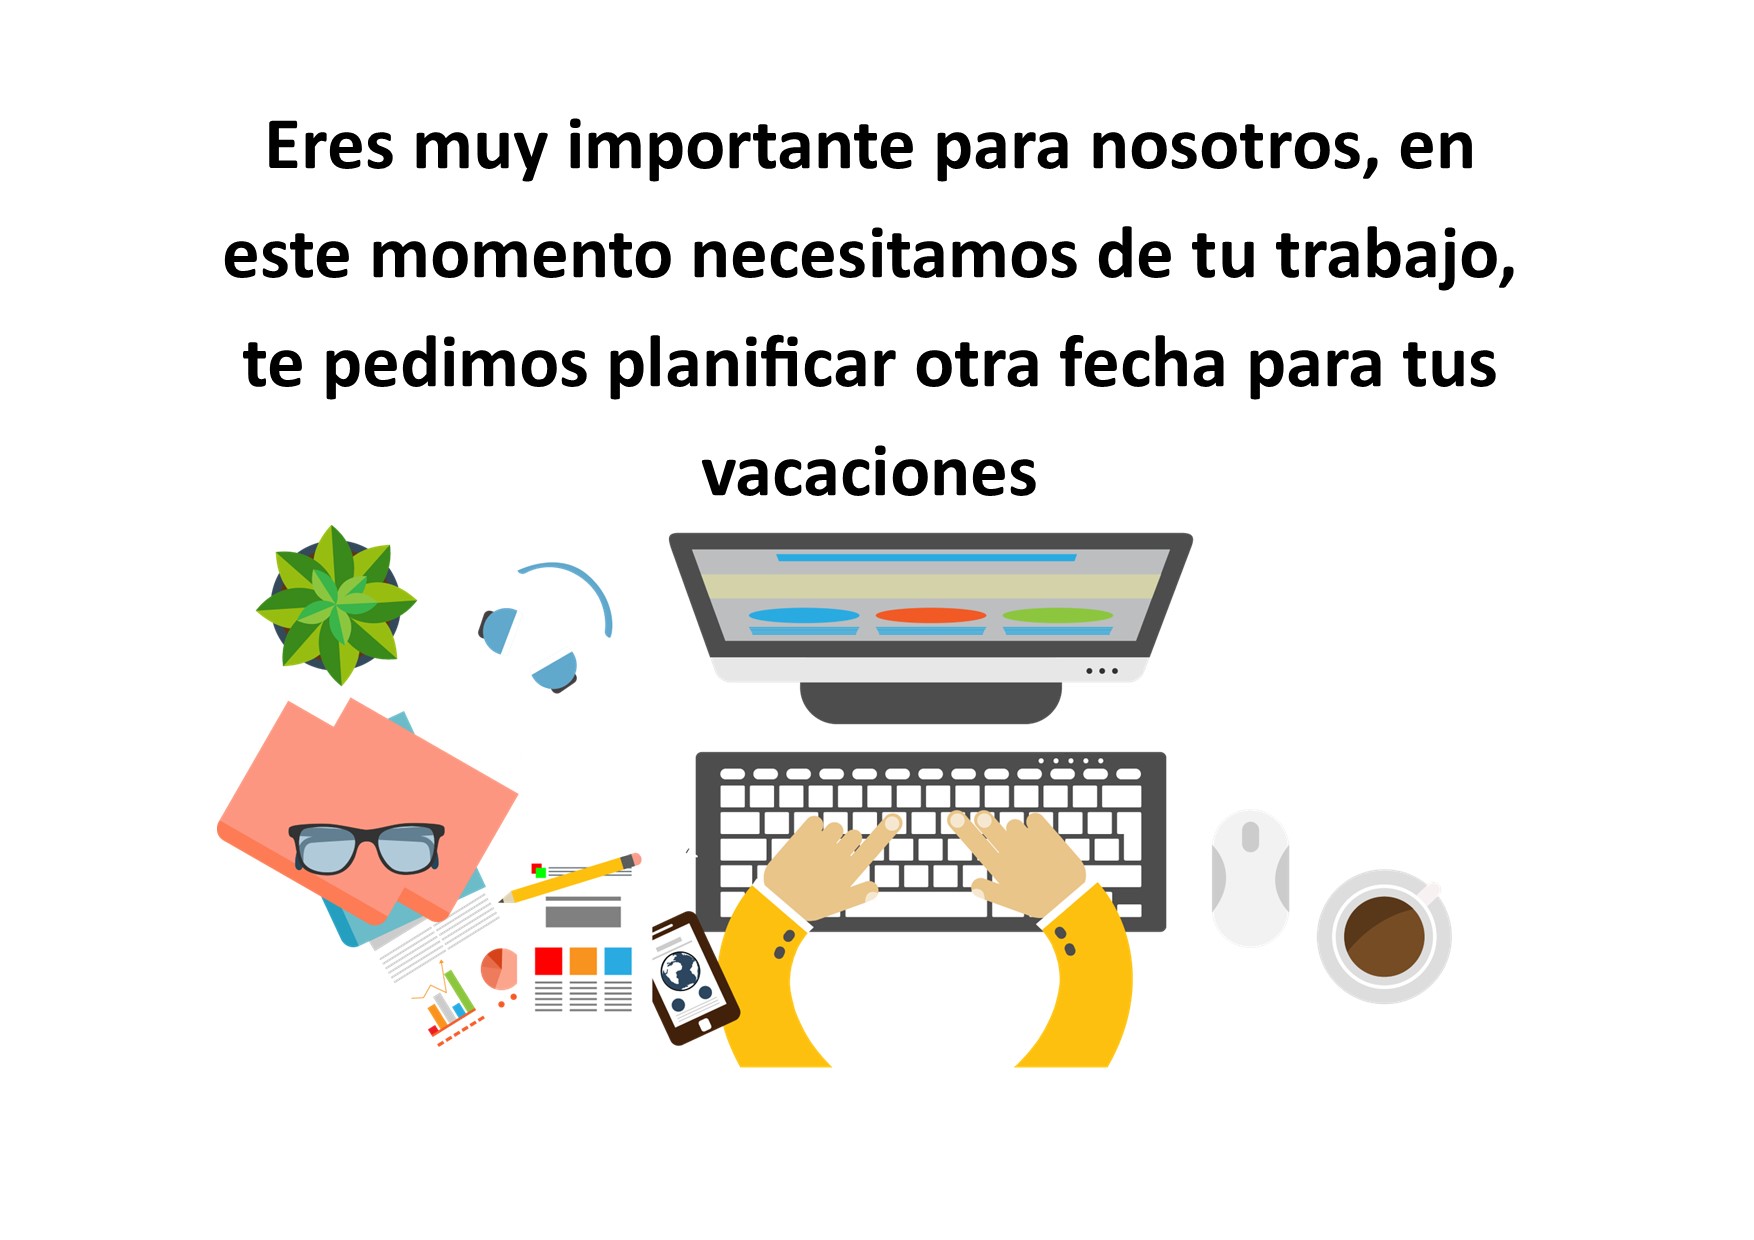 Eres muy importante para nosotros, en
este momento necesitamos de tu trabajo,
te pedimos planificar otra fecha para tus
vacaciones